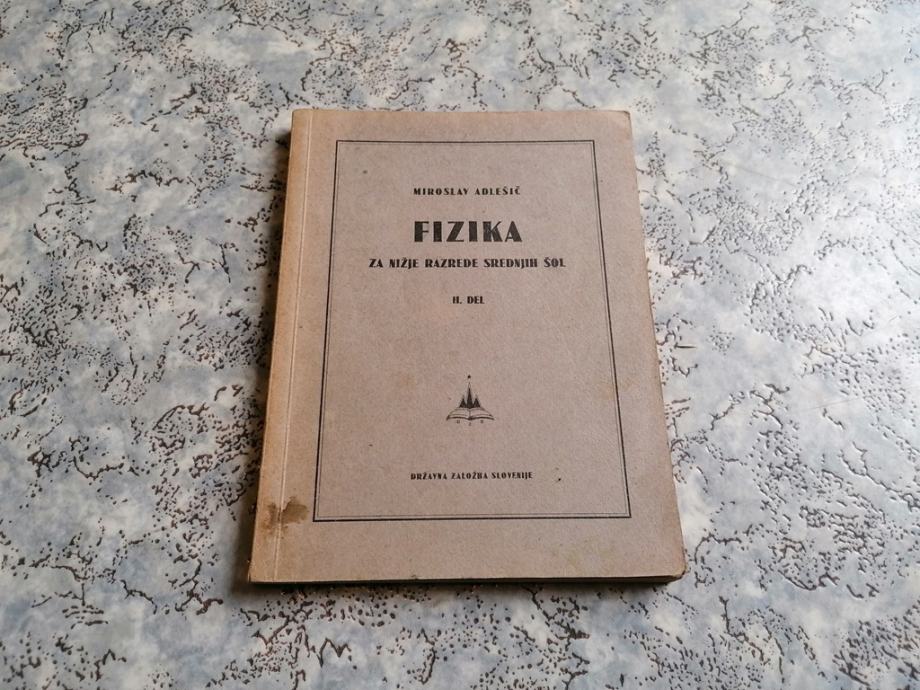 MIROSLAV ADLEŠIČ
FIZIKA
ZA NIŽJE RAZREDE SREDNJIH ŠOL
II. DEL
DRŽAVNA ZALOŽBA SLOVENIJE